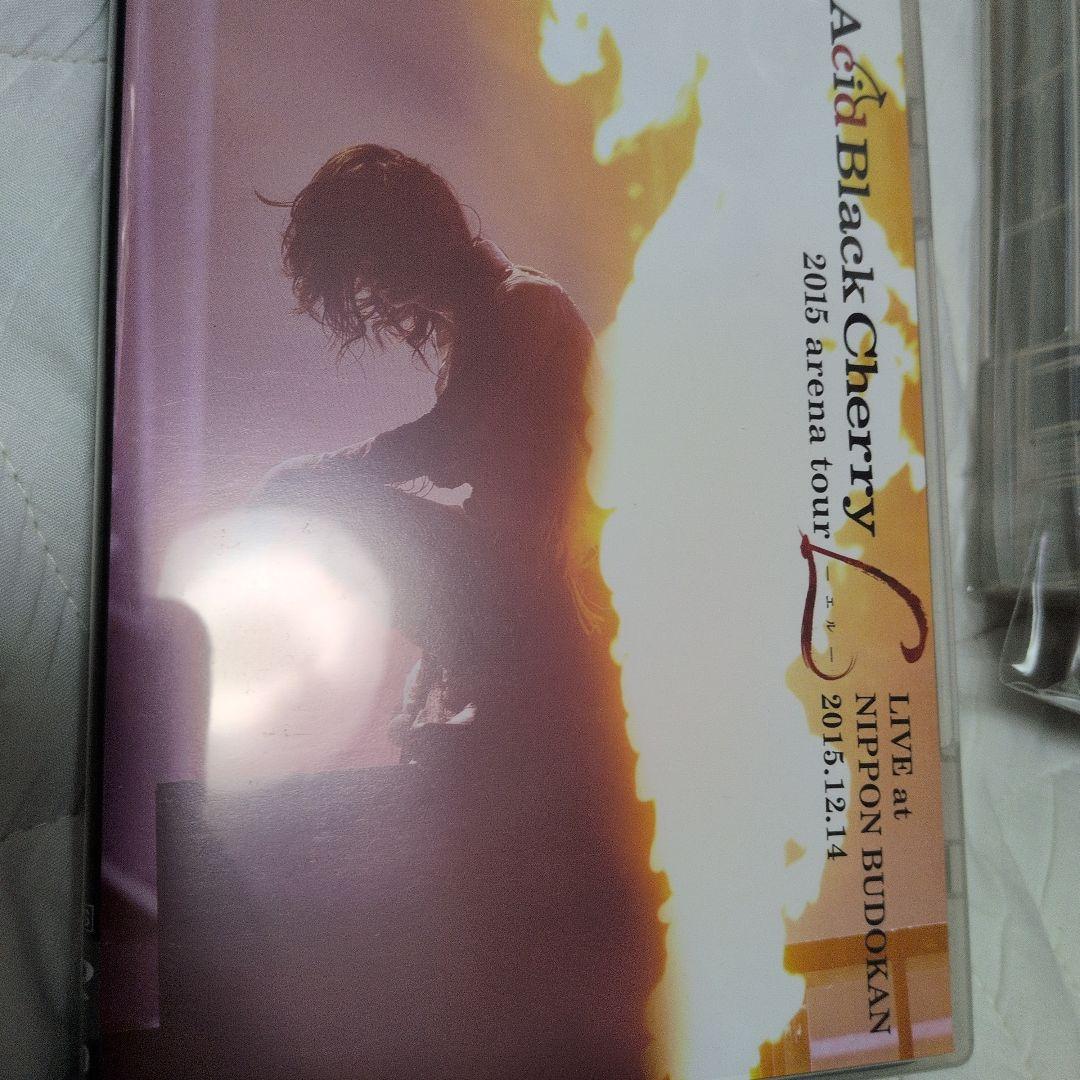 Acid Black Cherry
2015 arena tour L
－エル－
LIVE at
NIPPON BUDOKAN
2015.12.14